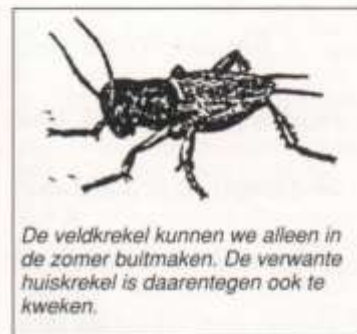 De veldkrekel kunnen we alleen in
de zomer buitmaken. De verwante
huiskrekel is daarentegen ook te
kweken.